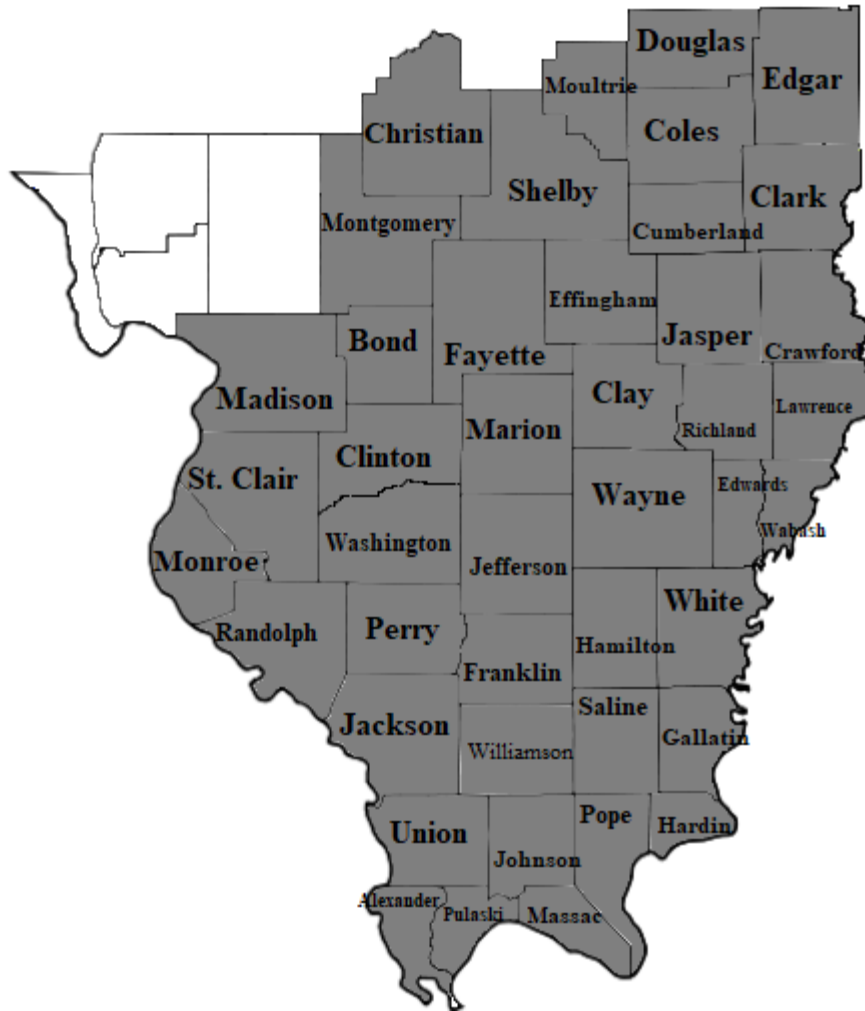 Douglas
Edgar
Moultrie
Christian
Coles
Shelby
Clark
Montgomery
Cumberland
Effingham
Jasper
Bond
Fayette
Crawford
Madison
Clay
Lawrence
Marion
Richland
Clinton
St. Clair
Edwards
Wayne
Wabash
Washington
Monroe
Jefferson
White
Randolph
Perry
Hamilton
Franklin
Saline
Jackson
Gallatin
Williamson
Pope
Hardin
Union
Johnson
Alexander
Pulaski
Massac